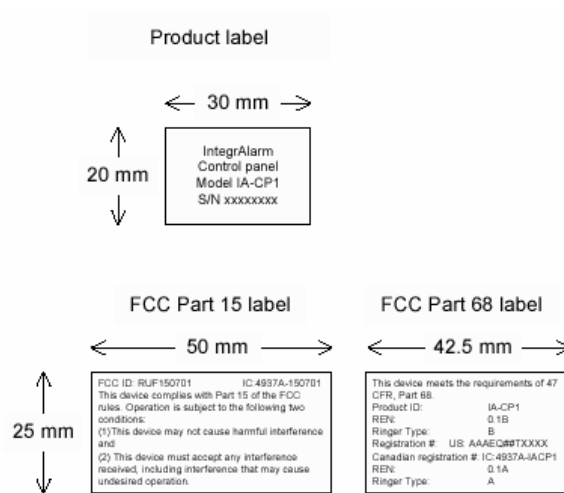 Product label
30 mm
20 mm
IntegrAlarm
Control panel
Model IA-CP1
S/N xxxxxxxx
FCC Part 15 label
50 mm
25 mm
FCC ID: RUF150701 IC:4937A-150701
This device complies with Part 15 of the FCC
rules. Operation is subject to the following two
conditions:
(1)This device may not cause harmful interference
and
(2) This device must accept any interference
received, including interference that may cause
undesired operation.
FCC Part 68 label
42.5 mm
This device meets the requirements of 47
CFR, Part 68.
Product ID: IA-CP1
REN: 0.1B
Ringer Type: B
Registration #: US: AAAEQ##TXXXX
Canadian registration #: IC:4937A-IACP1
REN: 0.1A
Ringer Type: A